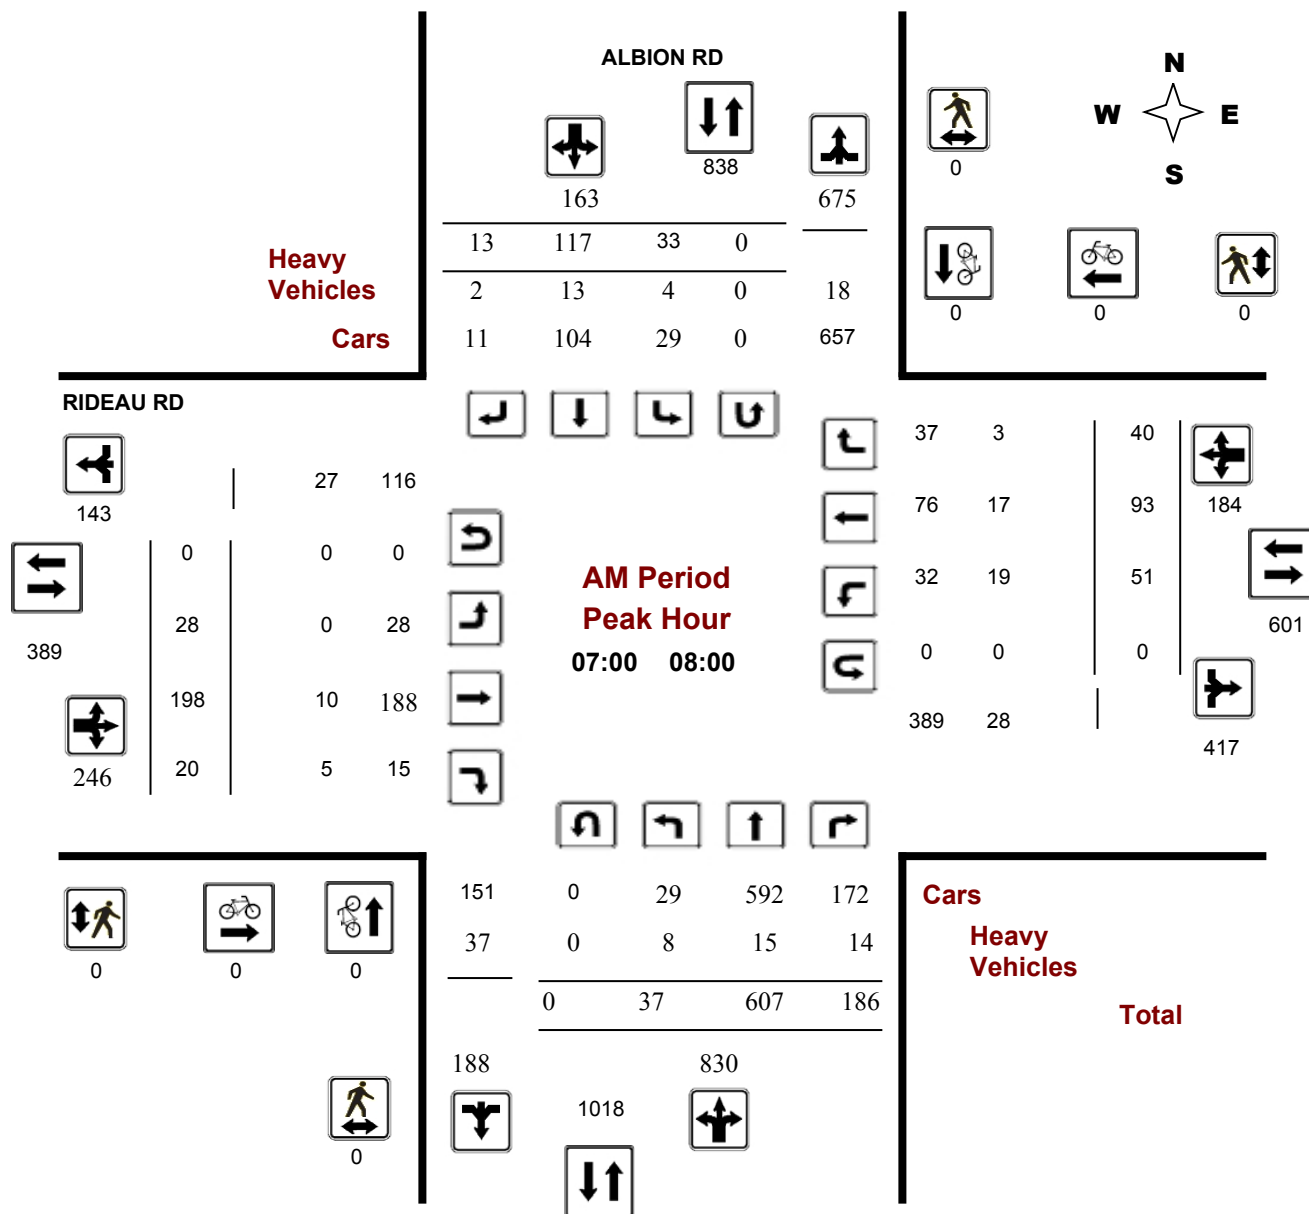 ALBION RD
N
W E
S
838
0
163 675
13 117 33 0
Heavy
Vehicles
2 13 4 0 18
0 0 0
Cars
11 104 29 0 657
RIDEAU RD
37 3 40
27 116
143
76 17 93 184
0 0 0
AM Period
32 19 51
Peak Hour
28 0 28
601
389
07:00 08:00
0 0 0
198 10 188
389 28
417
246
20 5 15
151 0 29 592 172
Cars
37 0 8 15 14
Heavy
Vehicles
0 0 0
0 37 607 186
Total
188 830
1018
0